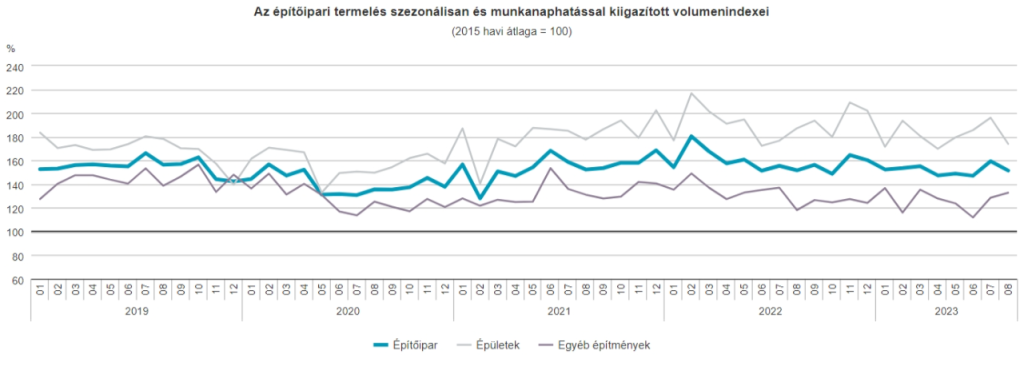 Az építőipari termelés szezonálisan és munkanaphatással kiigazított volumenindexei
(2015 havi átlaga = 100)
%
240
220
200
180
160
140
120
100
80
60
01 02 03 04 05 06 07 08 09 10 11 12 01 02 03 04 05 06 07 08 09 10 11 12 01 02 03 04 05 06 07 08 09 10 11 12 01 02 03 04 05 06 07 08 09 10 11 12 01 02 03 04 05 06 07 08
2019 2020 2021 2022 2023
Építőipar Épületek Egyéb építmények